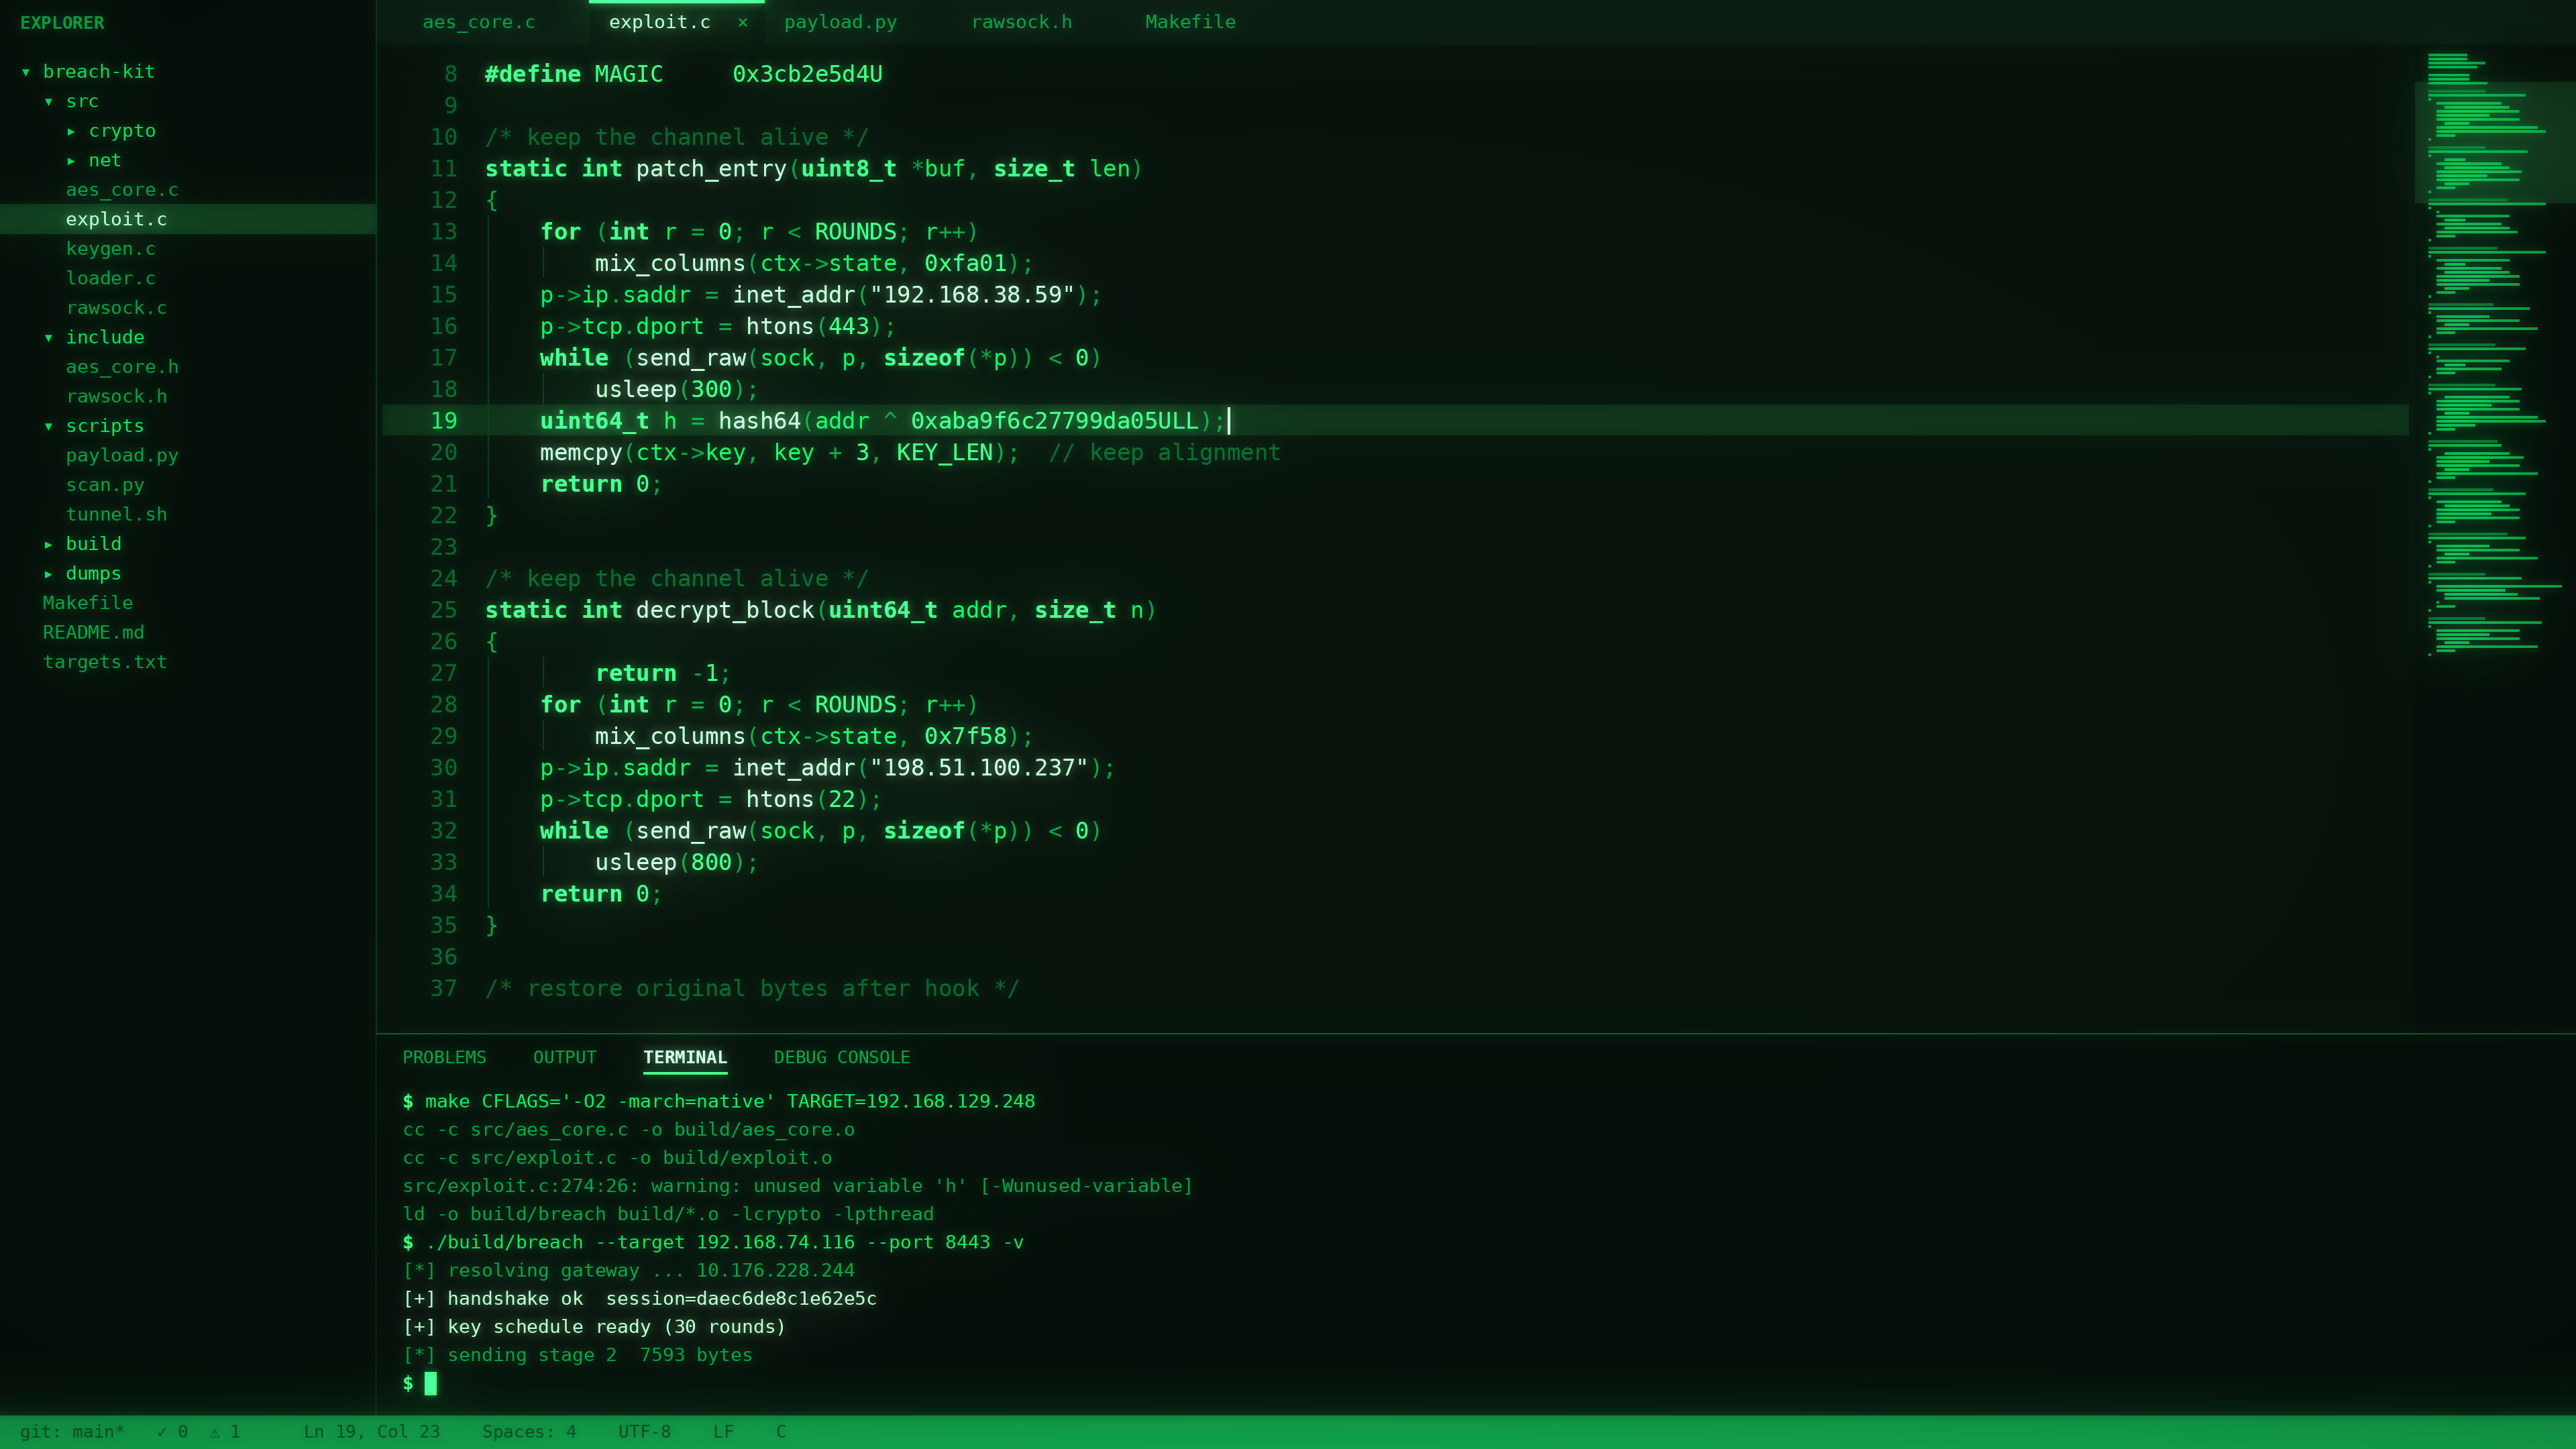 EXPLORER
▾ breach-kit
▾ src
▸ crypto
▸ net
aes_core.c
exploit.c
keygen.c
loader.c
rawsock.c
▾ include
aes_core.h
rawsock.h
▾ scripts
payload.py
scan.py
tunnel.sh
▸ build
▸ dumps
Makefile
README.md
targets.txt
aes_core.c exploit.c × payload.py rawsock.h Makefile
8 #define MAGIC     0x3cb2e5d4U
9
10 /* keep the channel alive */
11 static int patch_entry(uint8_t *buf, size_t len)
12 {
13     for (int r = 0; r < ROUNDS; r++)
14         mix_columns(ctx->state, 0xfa01);
15     p->ip.saddr = inet_addr("192.168.38.59");
16     p->tcp.dport = htons(443);
17     while (send_raw(sock, p, sizeof(*p)) < 0)
18         usleep(300);
19     uint64_t h = hash64(addr ^ 0xaba9f6c27799da05ULL);
20     memcpy(ctx->key, key + 3, KEY_LEN);  // keep alignment
21     return 0;
22 }
23
24 /* keep the channel alive */
25 static int decrypt_block(uint64_t addr, size_t n)
26 {
27         return -1;
28     for (int r = 0; r < ROUNDS; r++)
29         mix_columns(ctx->state, 0x7f58);
30     p->ip.saddr = inet_addr("198.51.100.237");
31     p->tcp.dport = htons(22);
32     while (send_raw(sock, p, sizeof(*p)) < 0)
33         usleep(800);
34     return 0;
35 }
36
37 /* restore original bytes after hook */
PROBLEMS OUTPUT TERMINAL DEBUG CONSOLE
$ make CFLAGS='-O2 -march=native' TARGET=192.168.129.248
cc -c src/aes_core.c -o build/aes_core.o
cc -c src/exploit.c -o build/exploit.o
src/exploit.c:274:26: warning: unused variable 'h' [-Wunused-variable]
ld -o build/breach build/*.o -lcrypto -lpthread
$ ./build/breach --target 192.168.74.116 --port 8443 -v
[*] resolving gateway ... 10.176.228.244
[+] handshake ok  session=daec6de8c1e62e5c
[+] key schedule ready (30 rounds)
[*] sending stage 2  7593 bytes
$
git: main* ✓ 0 ⚠ 1 Ln 19, Col 23 Spaces: 4 UTF-8 LF C